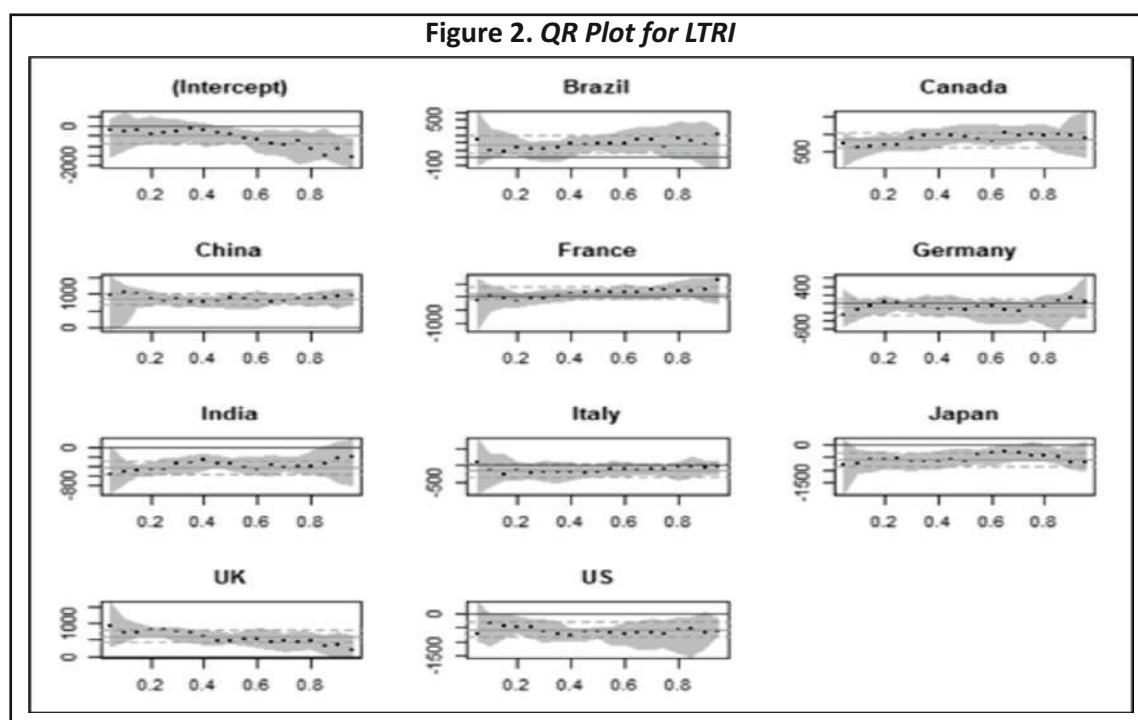 Figure 2. QR Plot for LTRI
(Intercept) Brazil Canada
0 -2000 0.2 0.4 0.6 0.8
500 -100 0.2 0.4 0.6 0.8
500 0.2 0.4 0.6 0.8
China France Germany
1000 0 0.2 0.4 0.6 0.8
-1000 0.2 0.4 0.6 0.8
400 -600 0.2 0.4 0.6 0.8
India Italy Japan
0 -800 0.2 0.4 0.6 0.8
-500 0.2 0.4 0.6 0.8
0 -1500 0.2 0.4 0.6 0.8
UK US
1000 0 0.2 0.4 0.6 0.8
0 -1500 0.2 0.4 0.6 0.8